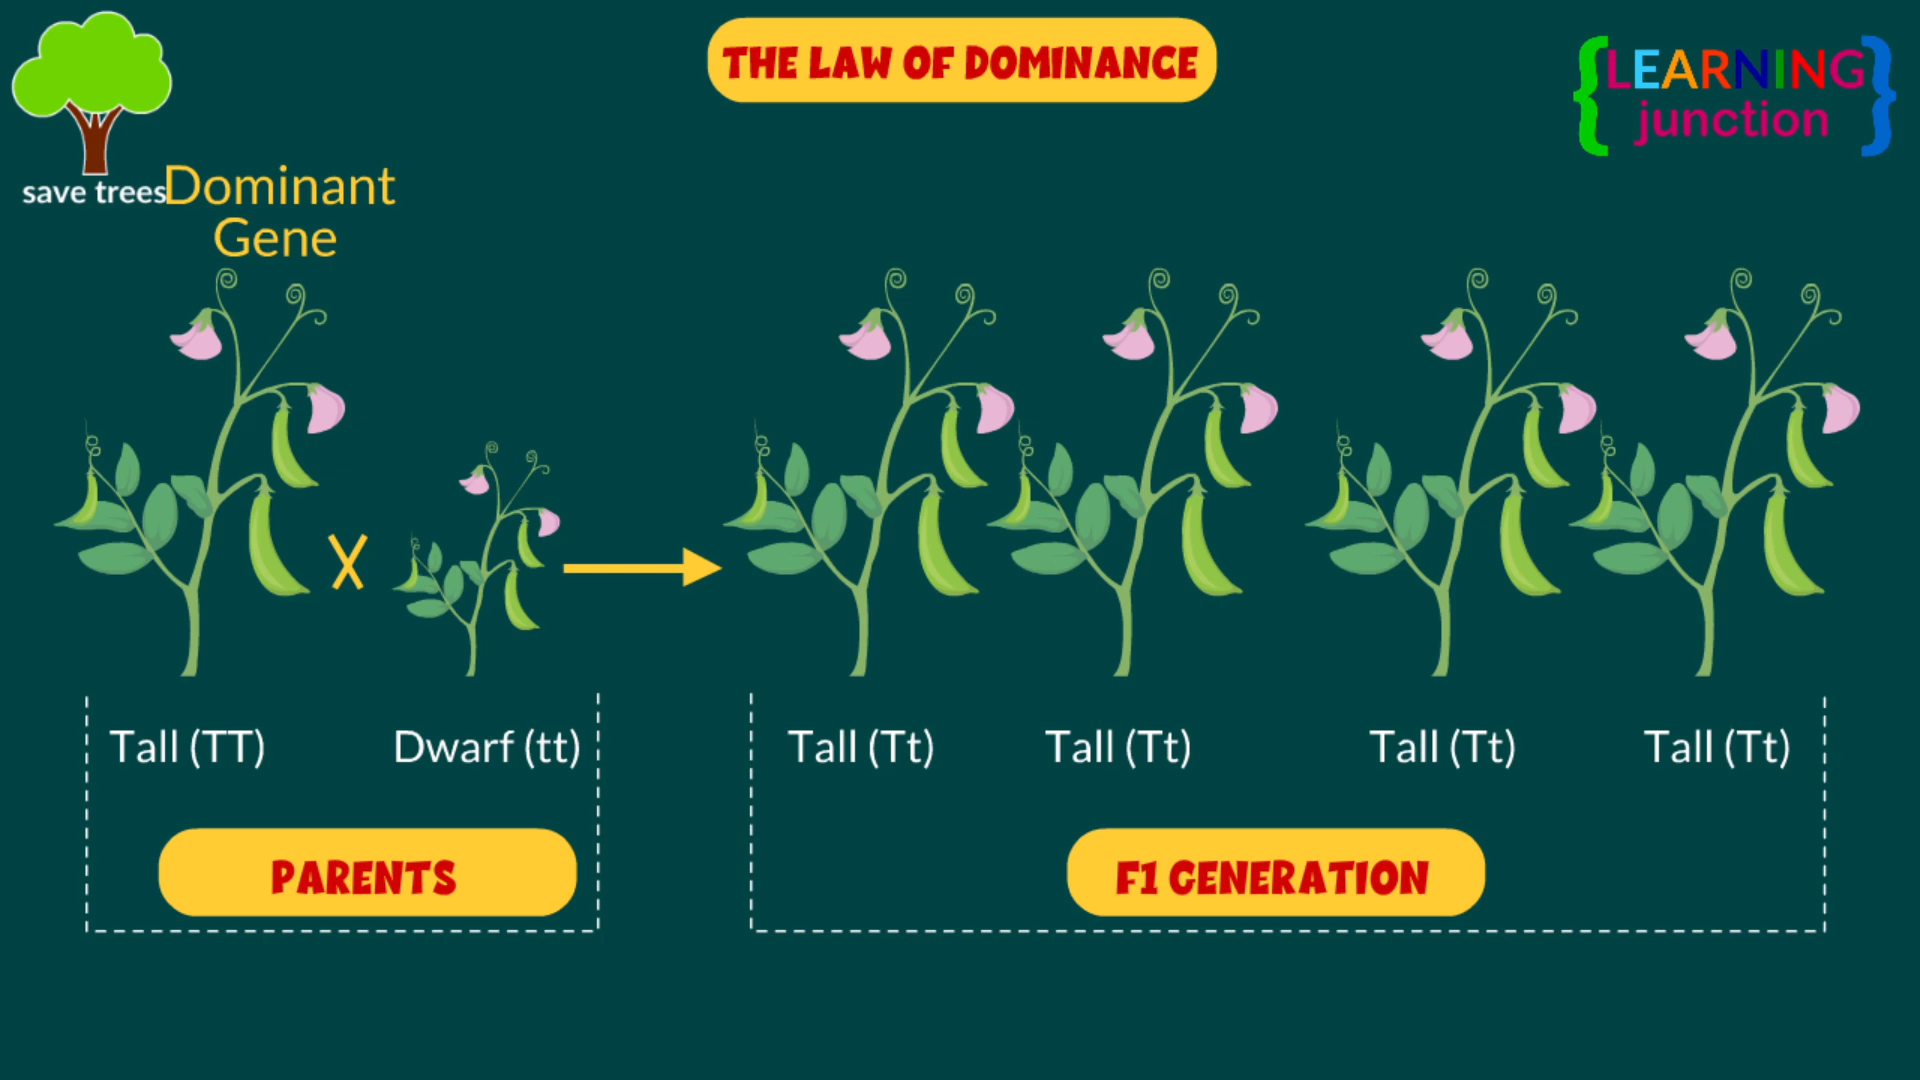 THE LAW OF DOMINANCE
{LEARNING}
junction
save trees
Dominant
Gene
X
Tall (TT)
Dwarf (tt)
Tall (Tt)
Tall (Tt)
Tall (Tt)
Tall (Tt)
PARENTS
F1 GENERATION